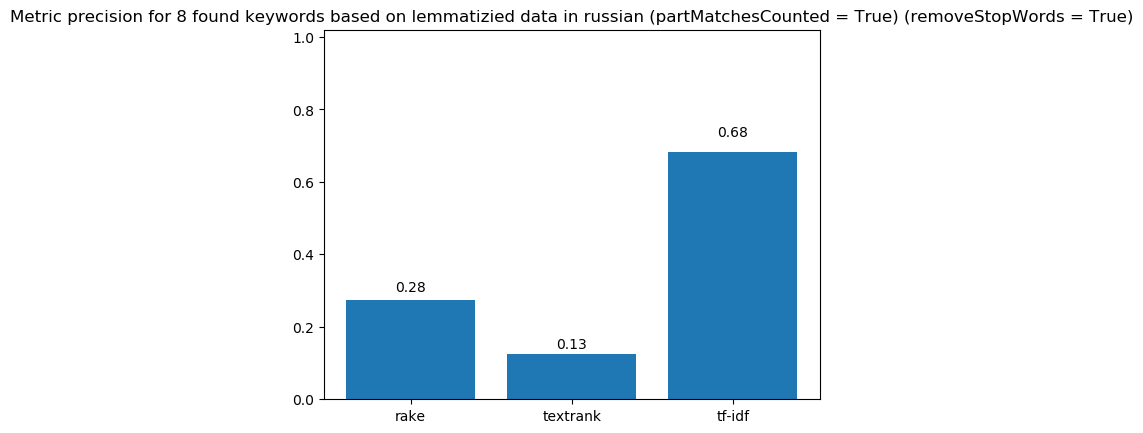 Metric precision for 8 found keywords based on lemmatizied data in russian (partMatchesCounted = True) (removeStopWords = True)
1.0
0.8
0.6
0.4
0.2
0.0
0.28
0.13
0.68
rake
textrank
tf-idf